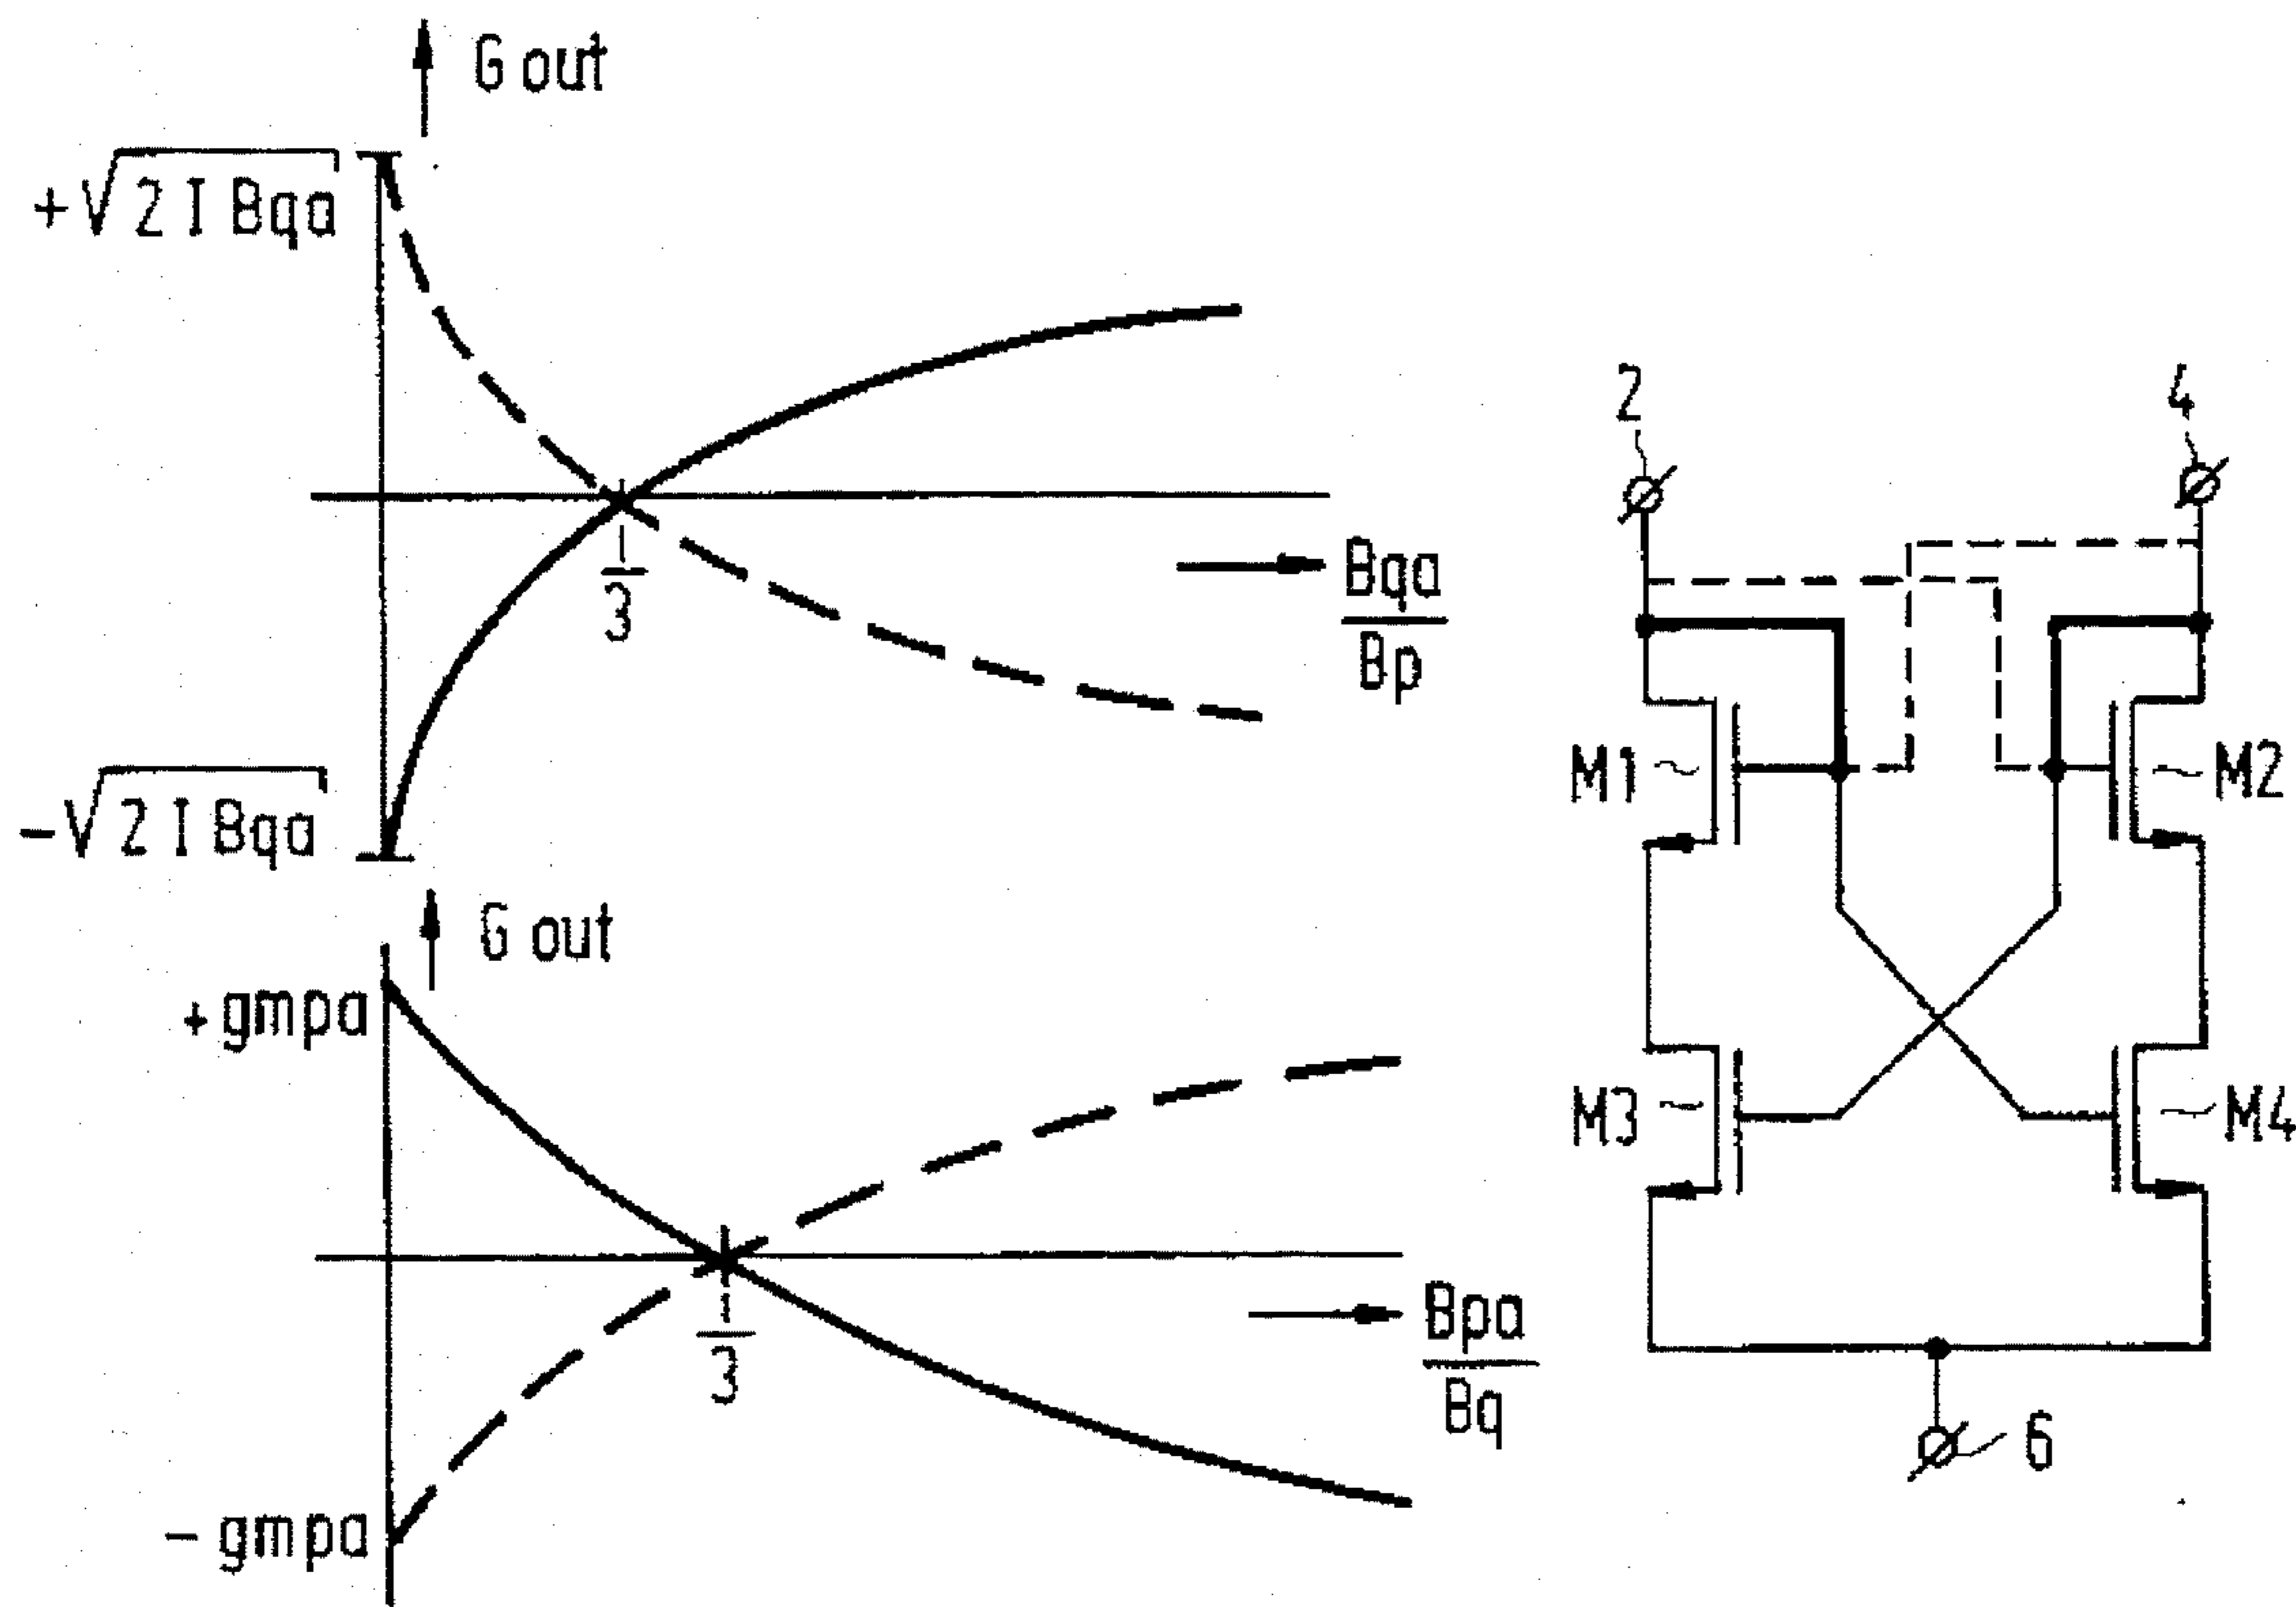 G out
+√2 I Bqa
1/3
Bqa/Bp
-√2 I Bqa
G out
+gmpa
1/3
Bpa/Bq
- gmpa
2
4
M1
M2
M3
M4
6